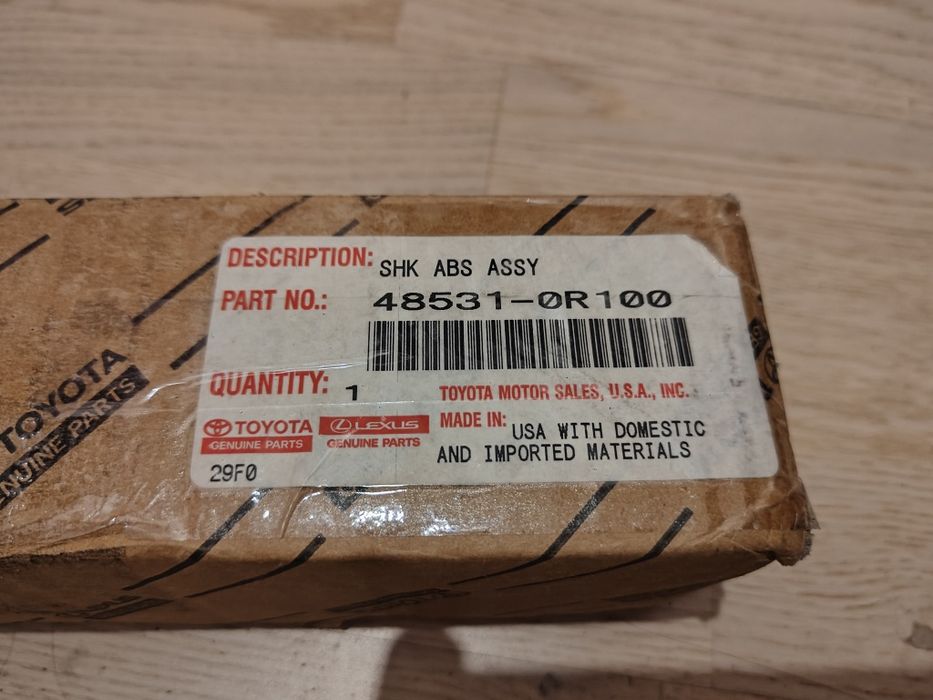 DESCRIPTION: SHK ABS ASSY
PART NO.: 48531-0R100
QUANTITY: 1
TOYOTA MOTOR SALES, U.S.A., INC.
TOYOTA
GENUINE PARTS
LEXUS
GENUINE PARTS
MADE IN: USA WITH DOMESTIC
AND IMPORTED MATERIALS
29F0
TOYOTA
GENUINE PARTS